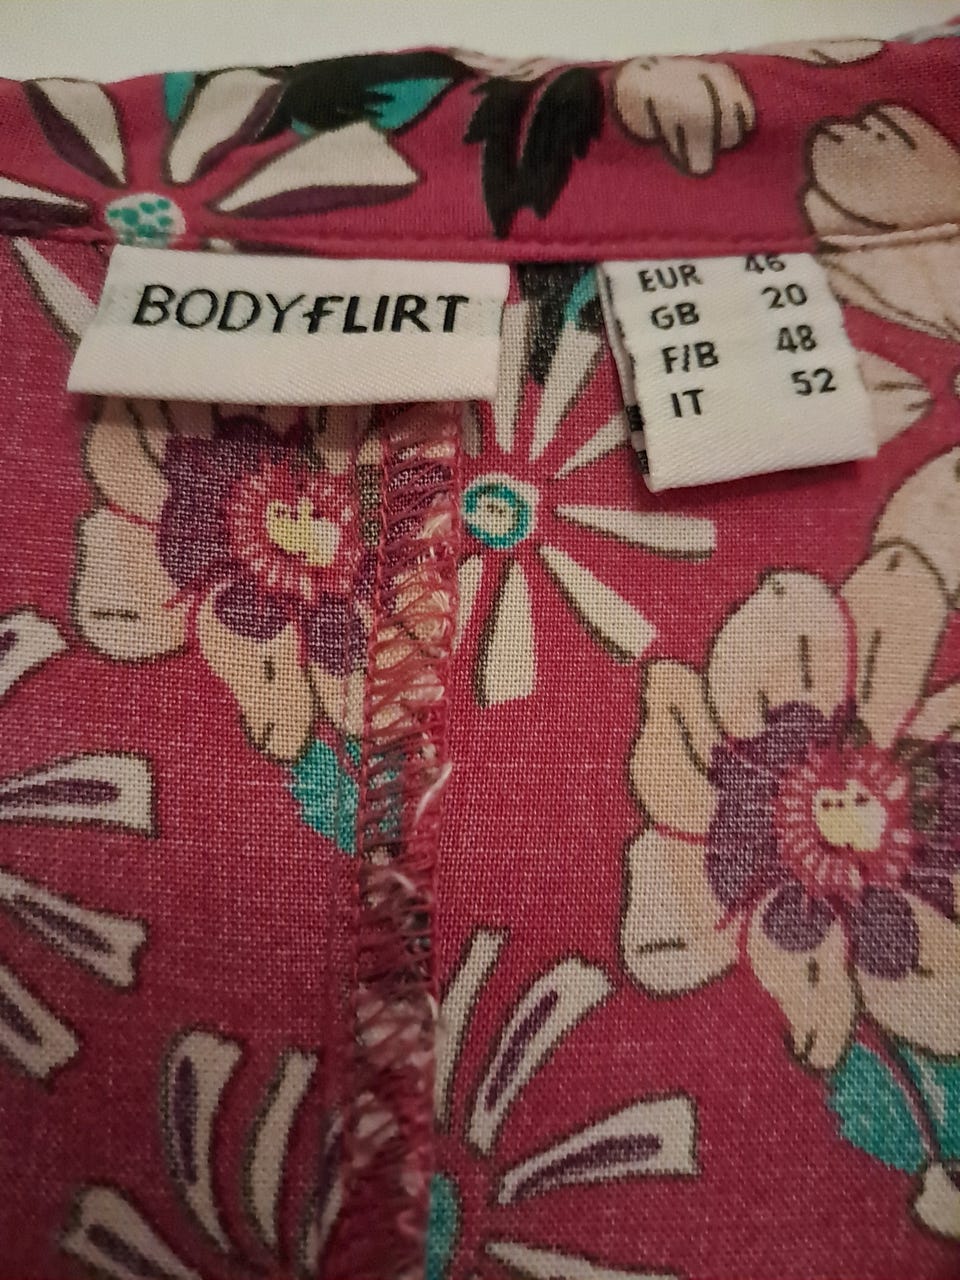 BODYFLIRT
EUR 46
GB 20
F/B 48
IT 52